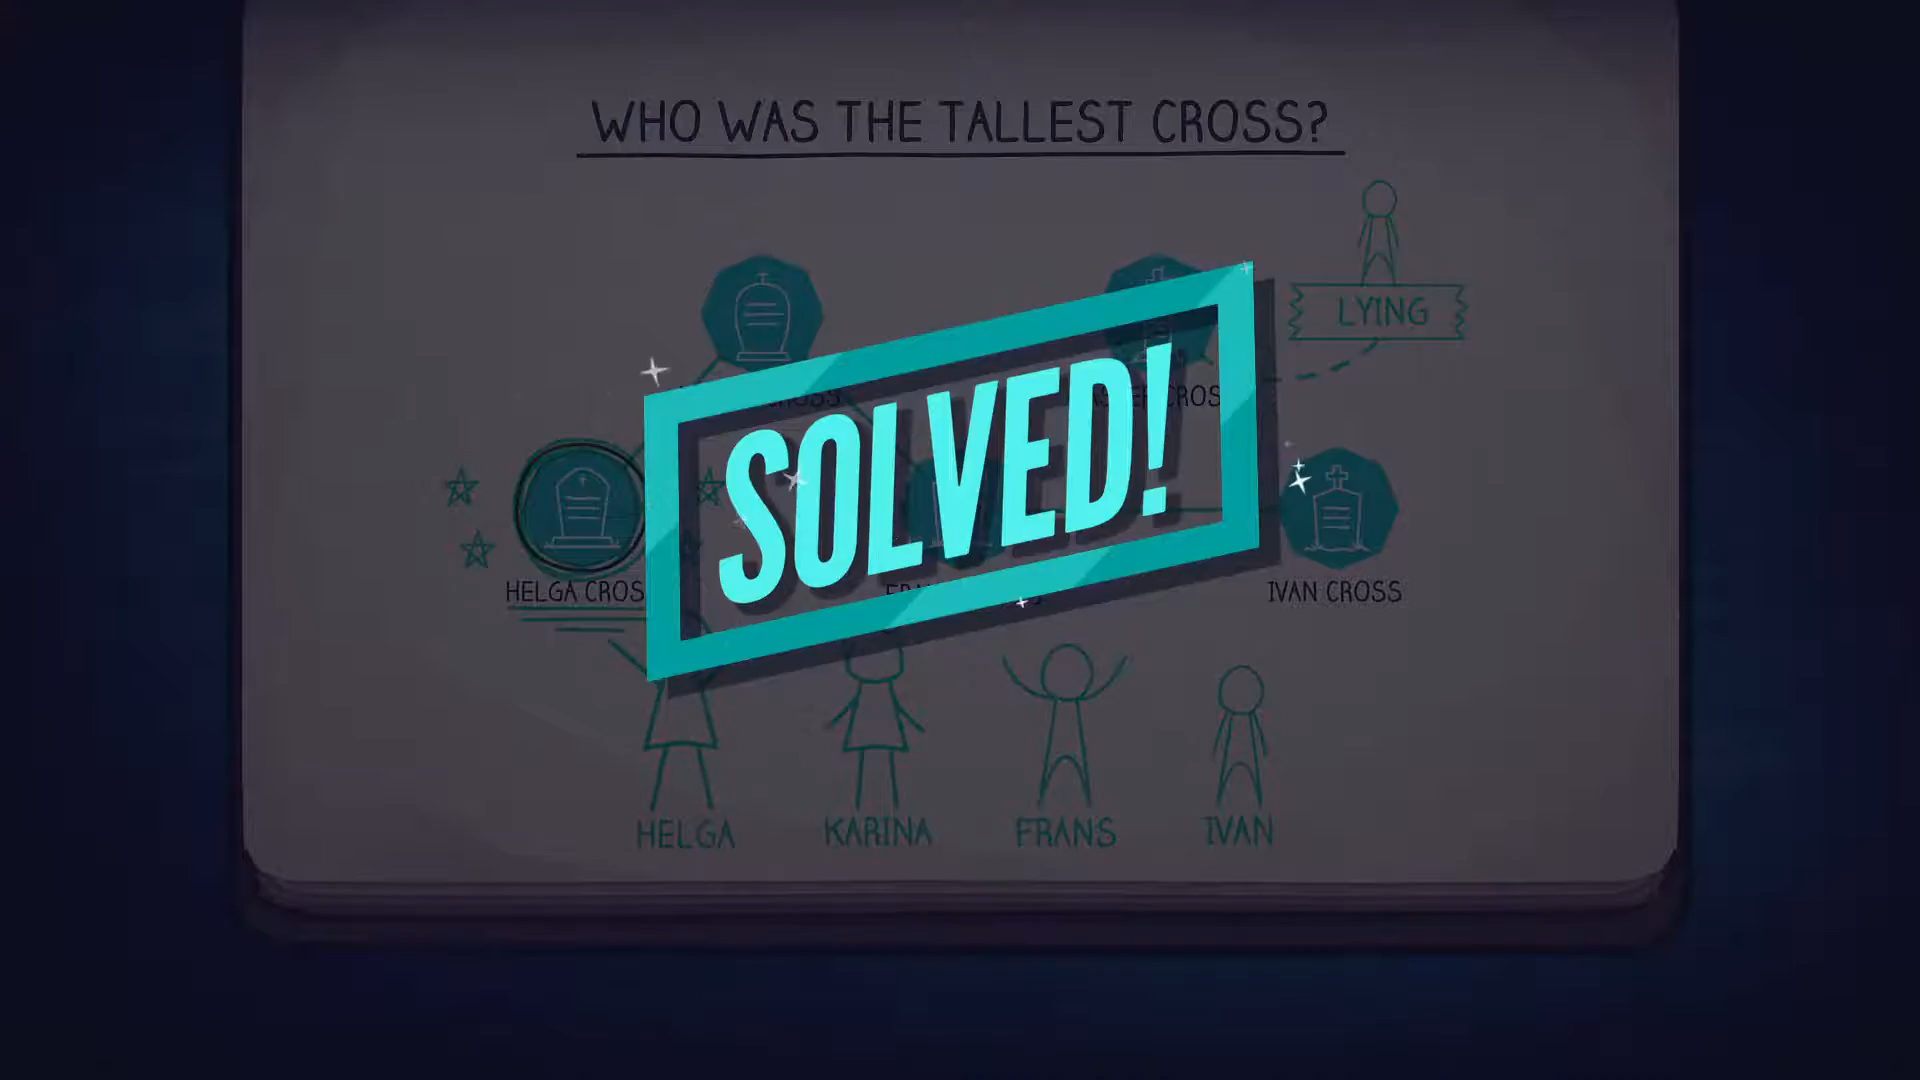 WHO WAS THE TALLEST CROSS?
LYING
SOLVED!
HELGA CROS
IVAN CROSS
HELGA
KARINA
FRANS
IVAN